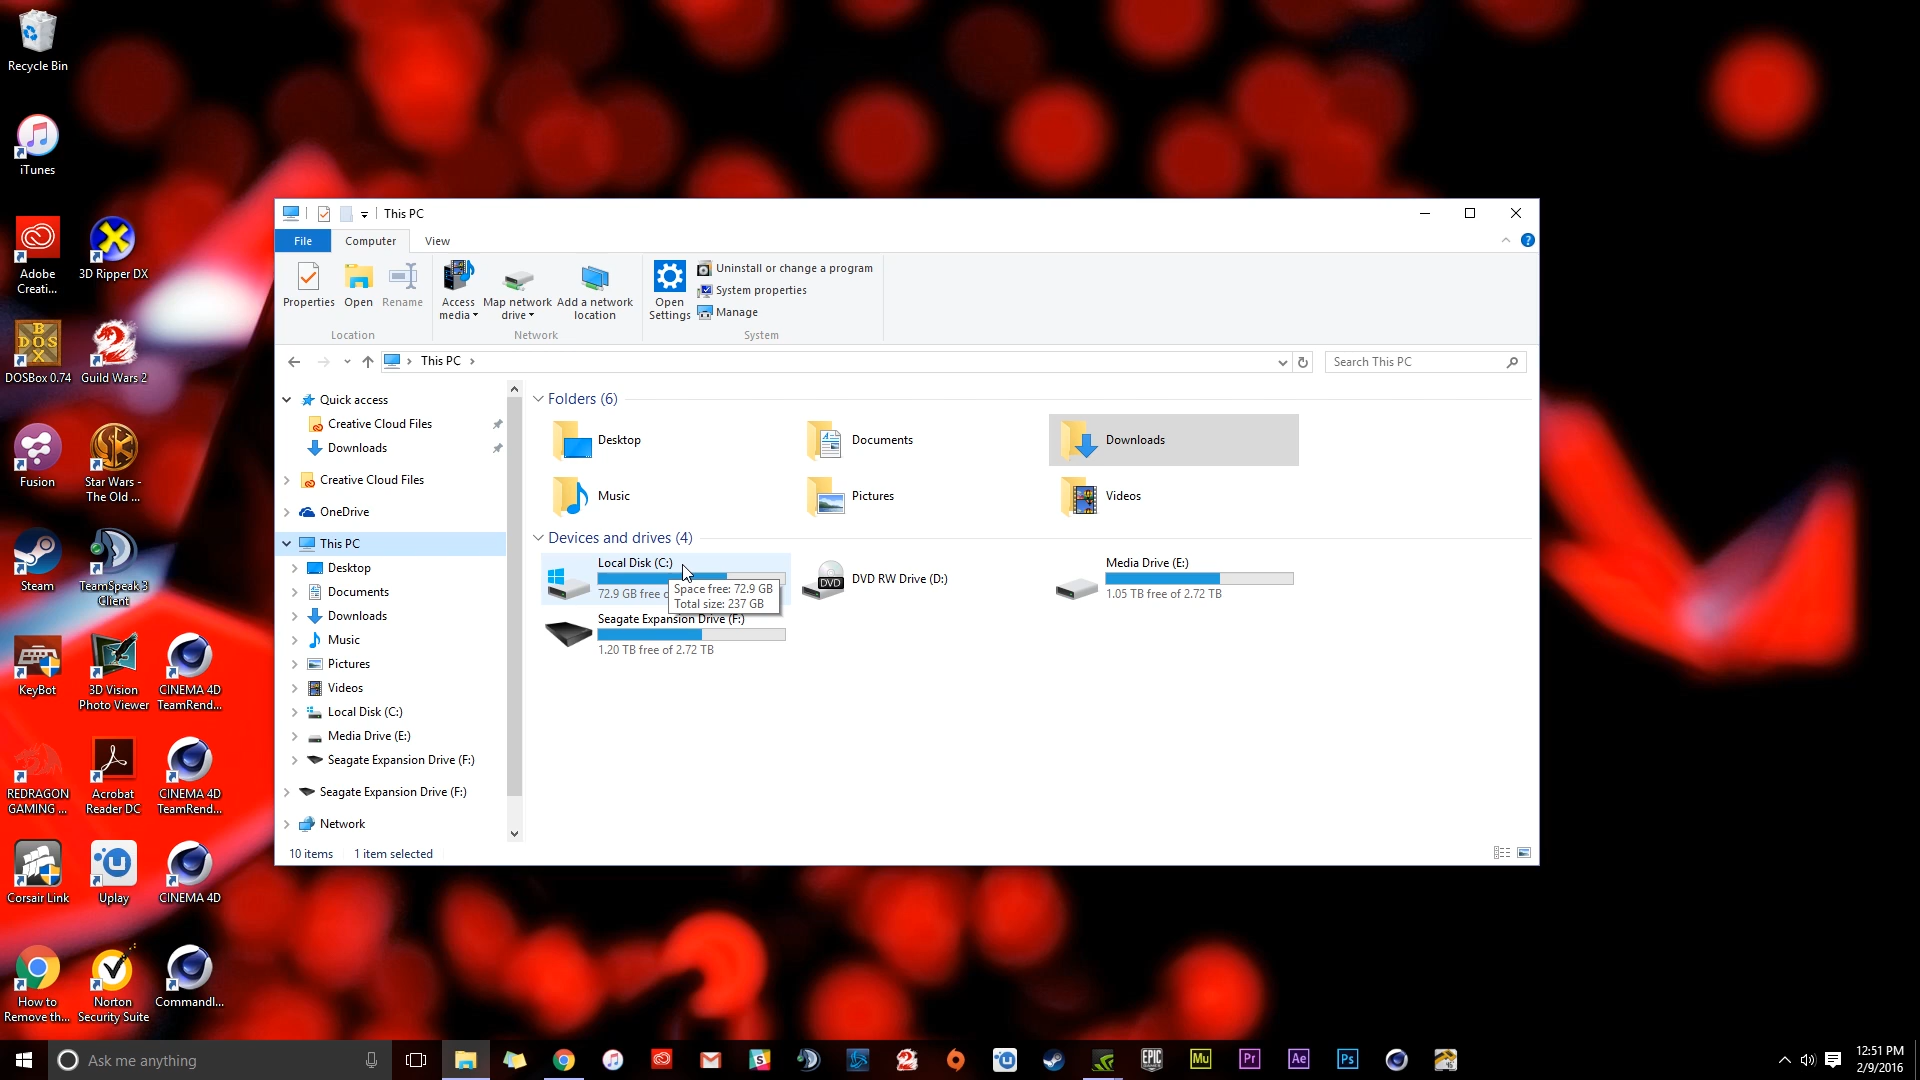 Recycle Bin
iTunes
Adobe
Creati...
3D Ripper DX
DOSBox 0.74
Guild Wars 2
Fusion
Star Wars -
The Old ...
Steam
TeamSpeak 3
Client
KeyBot
3D Vision
Photo Viewer
CINEMA 4D
TeamRend...
REDRAGON
GAMING ...
Acrobat
Reader DC
CINEMA 4D
TeamRend...
Corsair Link
Uplay
CINEMA 4D
How to
Remove th...
Norton
Security Suite
Commandl...
This PC
File
Computer
View
Properties
Open
Rename
Location
Access
media
Map network
drive
Add a network
location
Network
Open
Settings
Uninstall or change a program
System properties
Manage
System
This PC
Search This PC
Quick access
Creative Cloud Files
Downloads
Creative Cloud Files
OneDrive
This PC
Desktop
Documents
Downloads
Music
Pictures
Videos
Local Disk (C:)
Media Drive (E:)
Seagate Expansion Drive (F:)
Seagate Expansion Drive (F:)
Network
Folders (6)
Desktop
Documents
Downloads
Music
Pictures
Videos
Devices and drives (4)
Local Disk (C:)
72.9 GB free o
Space free: 72.9 GB
Total size: 237 GB
DVD
DVD RW Drive (D:)
Media Drive (E:)
1.05 TB free of 2.72 TB
Seagate Expansion Drive (F:)
1.20 TB free of 2.72 TB
10 items
1 item selected
Ask me anything
EPIC
GAMES
Mu
Pr
Ae
Ps
12:51 PM
2/9/2016